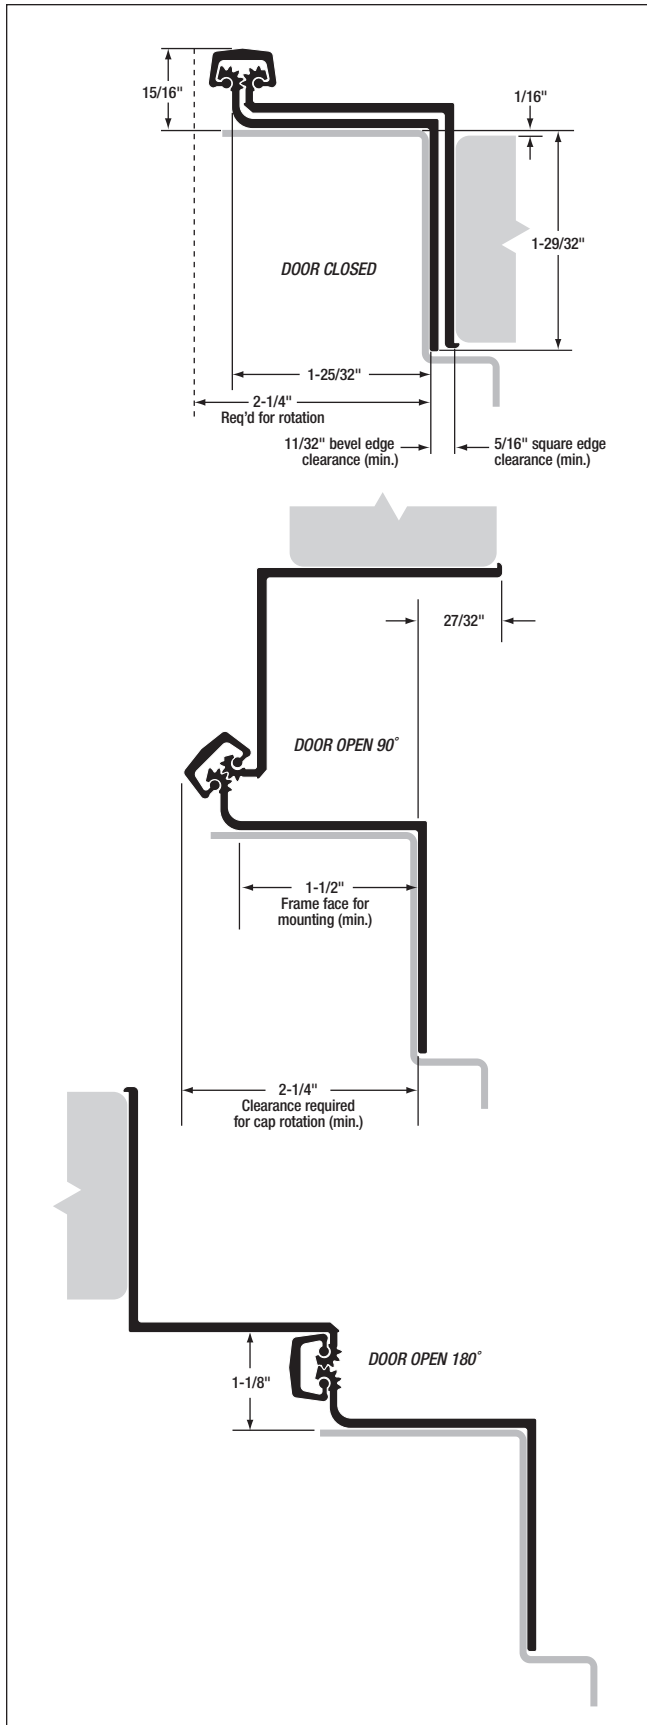 15/16"
1/16"
1-29/32"
DOOR CLOSED
1-25/32"
2-1/4"
Req'd for rotation
11/32" bevel edge
clearance (min.)
5/16" square edge
clearance (min.)
27/32"
DOOR OPEN 90˚
1-1/2"
Frame face for
mounting (min.)
2-1/4"
Clearance required
for cap rotation (min.)
DOOR OPEN 180˚
1-1/8"